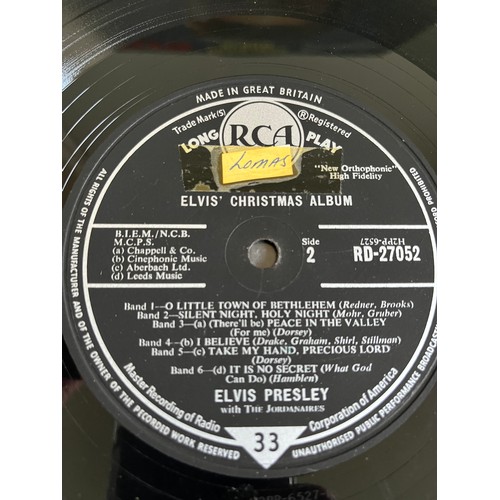 MADE IN GREAT BRITAIN
Trade Mark(S) ®Registered
LONG RCA PLAY
Lomas
"New Orthophonic"
High Fidelity
ELVIS' CHRISTMAS ALBUM
B.I.E.M./N.C.B.
M.C.P.S.
(a) Chappell & Co.
(b) Cinephonic Music
(c) Aberbach Ltd.
(d) Leeds Music
Side
2
H2PP-6527
RD-27052
Band 1-O LITTLE TOWN OF BETHLEHEM (Redner, Brooks)
Band 2-SILENT NIGHT, HOLY NIGHT (Mohr, Gruber)
Band 3-(a) (There'll be) PEACE IN THE VALLEY
(For me) (Dorsey)
Band 4-(b) I BELIEVE (Drake, Graham, Shirl, Stillman)
Band 5-(c) TAKE MY HAND, PRECIOUS LORD
(Dorsey)
Band 6-(d) IT IS NO SECRET (What God
Can Do) (Hamblen)
ELVIS PRESLEY
with THE JORDANAIRES
Master Recording of Radio Corporation of America
33
ALL RIGHTS OF THE MANUFACTURER AND OF THE OWNER OF THE RECORDED WORK RESERVED
UNAUTHORISED PUBLIC PERFORMANCE BROADCASTING PROHIBITED